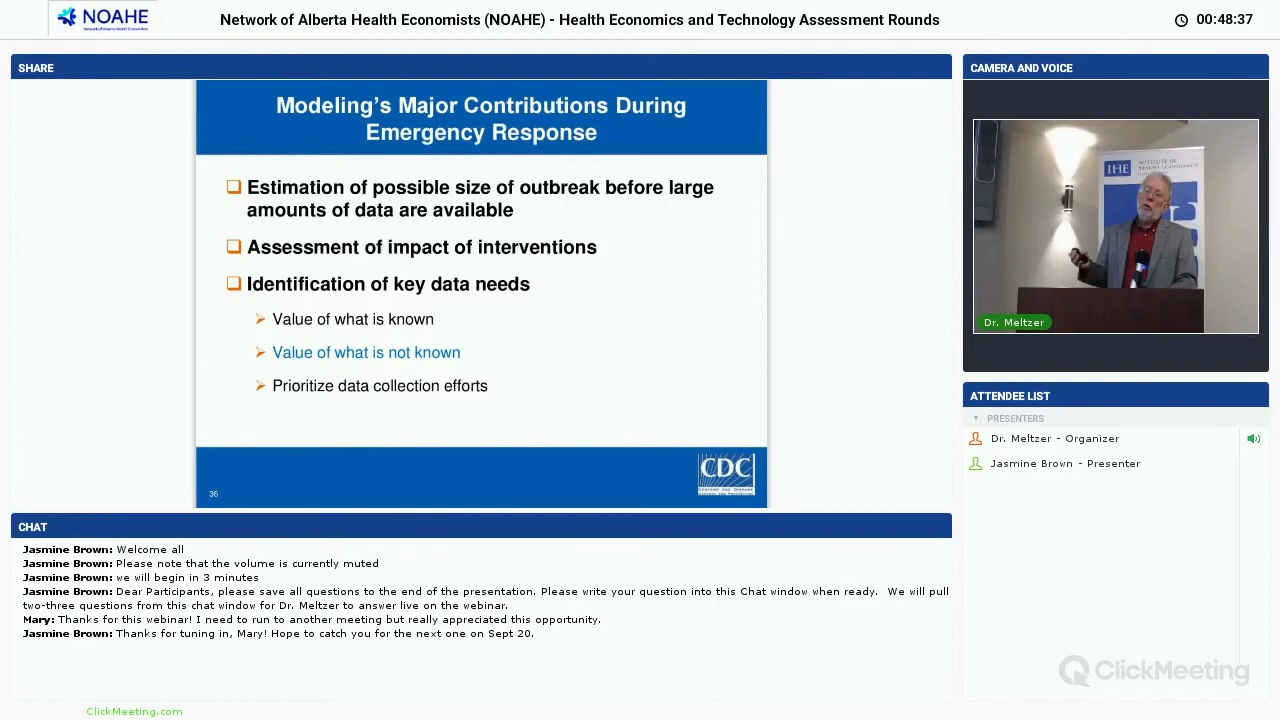 NOAHE
Network of Alberta Health Economists (NOAHE) - Health Economics and Technology Assessment Rounds
00:48:37
SHARE
Modeling's Major Contributions During
Emergency Response
Estimation of possible size of outbreak before large
amounts of data are available
Assessment of impact of interventions
Identification of key data needs
Value of what is known
Value of what is not known
Prioritize data collection efforts
CDC
36
CAMERA AND VOICE
IHE
INSTITUTE OF
HEALTH ECONOMICS
Dr. Meltzer
ATTENDEE LIST
PRESENTERS
Dr. Meltzer - Organizer
Jasmine Brown - Presenter
CHAT
Jasmine Brown: Welcome all
Jasmine Brown: Please note that the volume is currently muted
Jasmine Brown: we will begin in 3 minutes
Jasmine Brown: Dear Participants, please save all questions to the end of the presentation. Please write your question into this Chat window when ready.  We will pull
two-three questions from this chat window for Dr. Meltzer to answer live on the webinar.
Mary: Thanks for this webinar! I need to run to another meeting but really appreciated this opportunity.
Jasmine Brown: Thanks for tuning in, Mary! Hope to catch you for the next one on Sept 20.
ClickMeeting
ClickMeeting.com